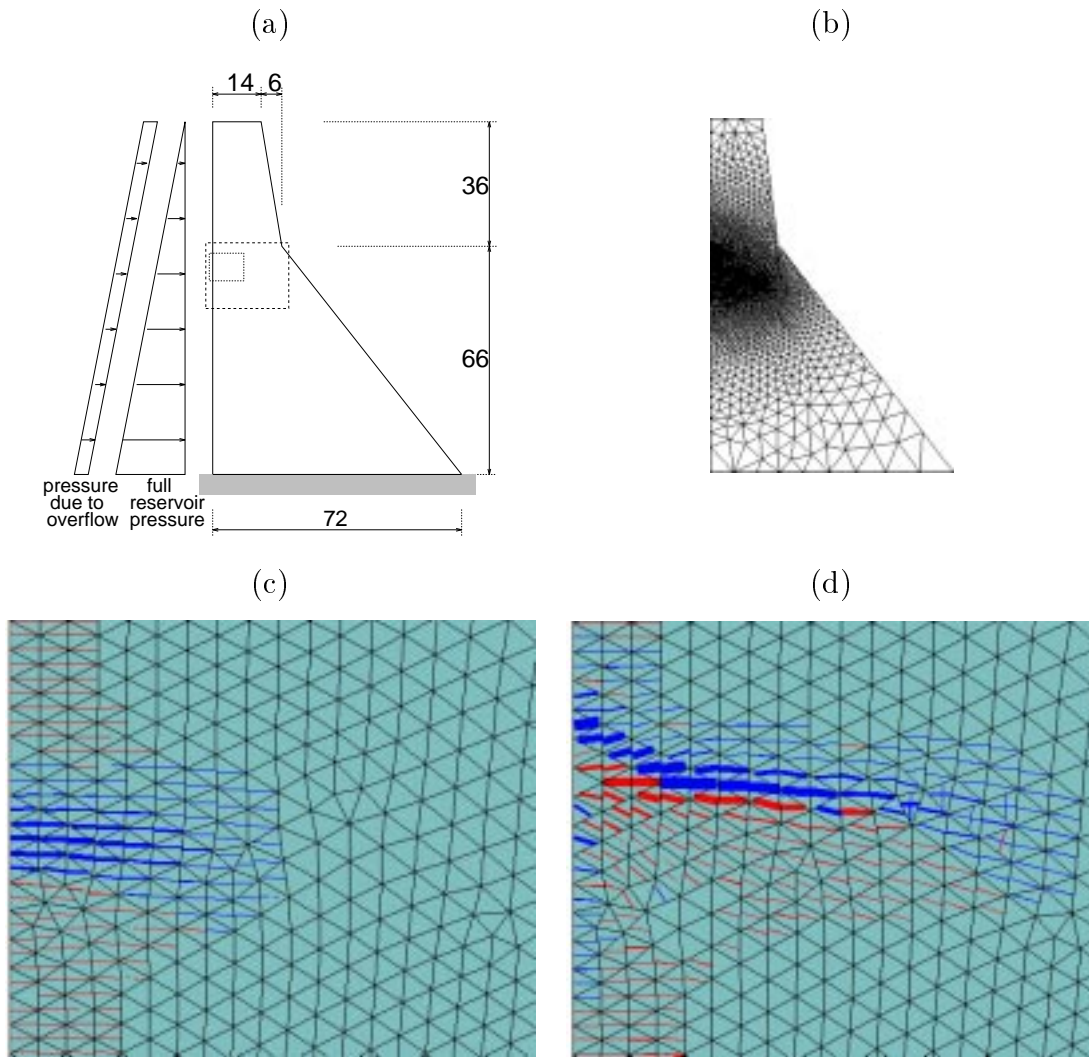 (a)
(b)
14 6
36
66
pressure
due to
overflow
full
reservoir
pressure
72
(c)
(d)